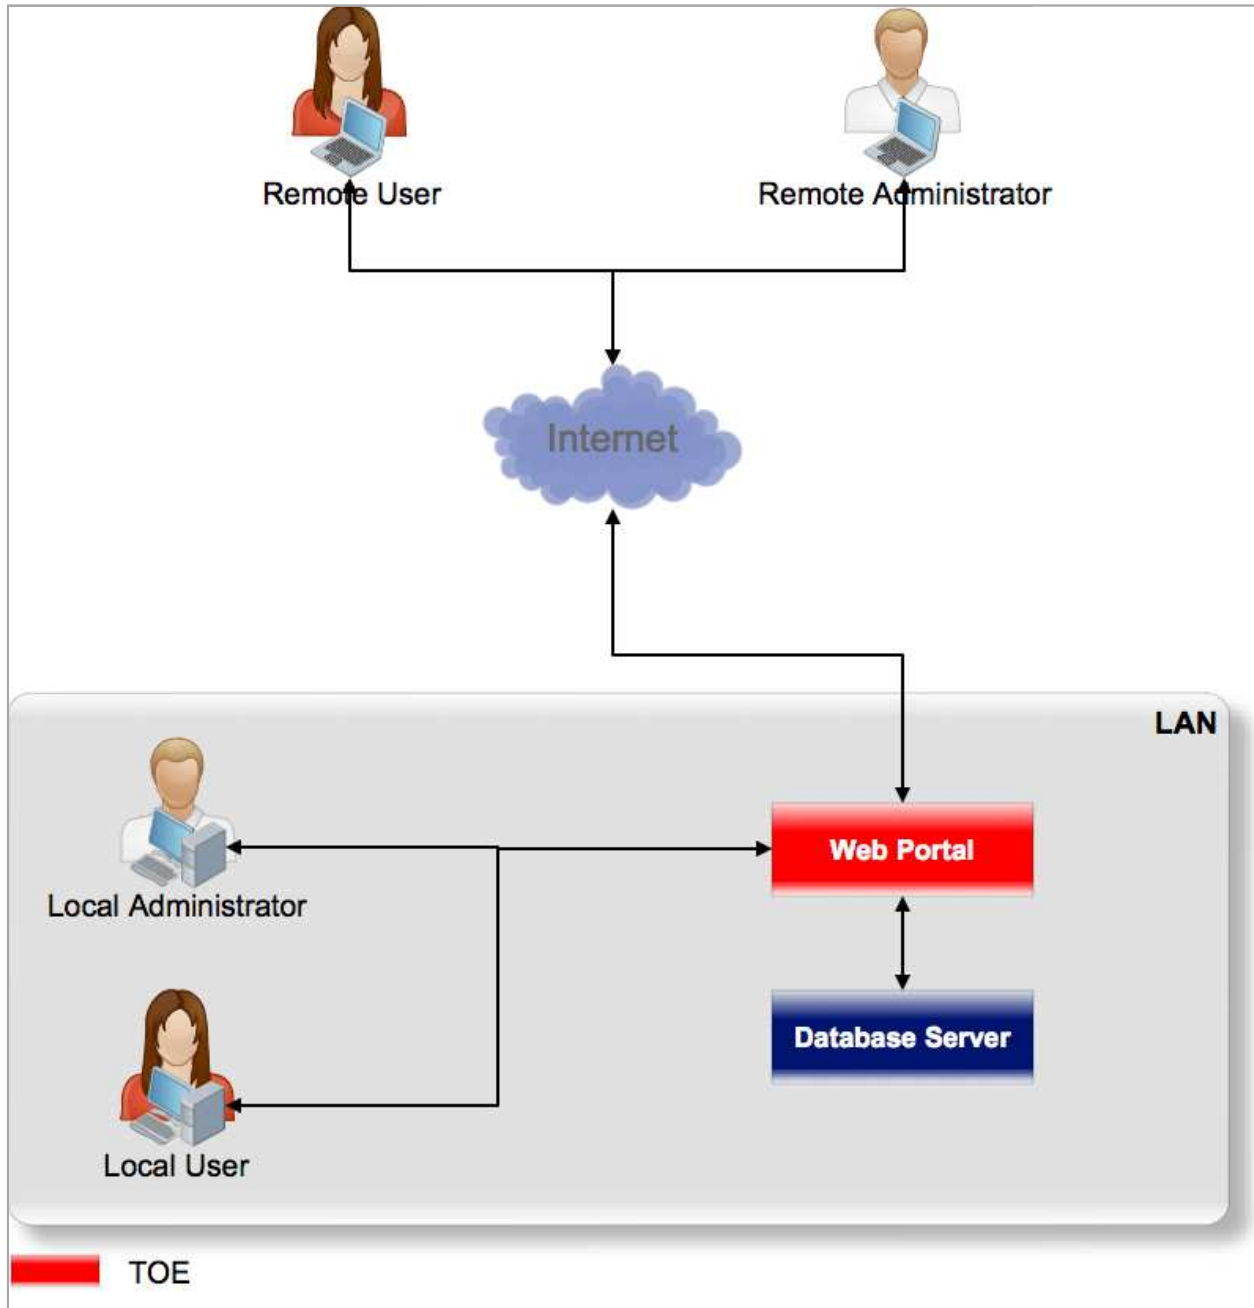 Remote User
Remote Administrator
Internet
LAN
Web Portal
Local Administrator
Database Server
Local User
TOE